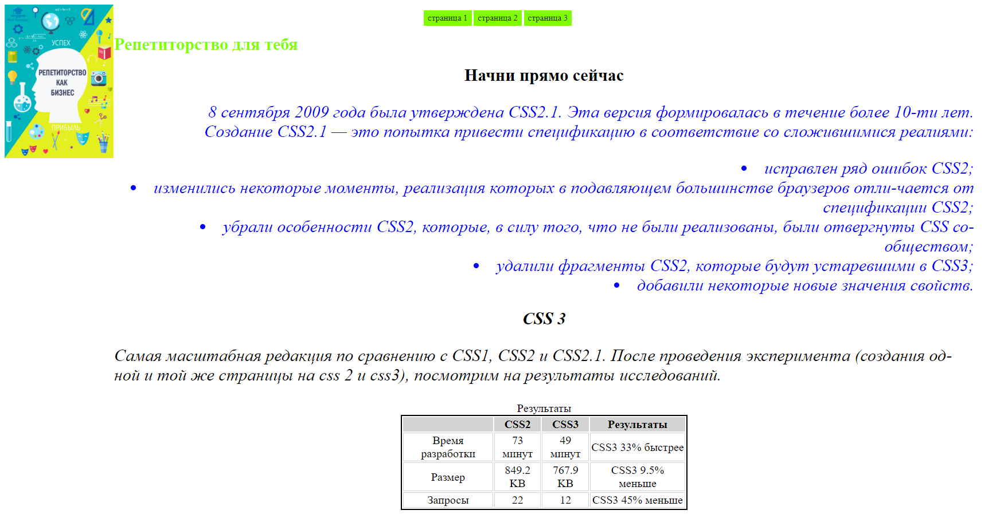 страница 1 страница 2 страница 3
УСПЕХ
РЕПЕТИТОРСТВО
КАК
БИЗНЕС
ПРИБЫЛЬ
Репетиторство для тебя
Начни прямо сейчас
8 сентября 2009 года была утверждена CSS2.1. Эта версия формировалась в течение более 10-ти лет.
Создание CSS2.1 — это попытка привести спецификацию в соответствие со сложившимися реалиями:
• исправлен ряд ошибок CSS2;
• изменились некоторые моменты, реализация которых в подавляющем большинстве браузеров отли-чается от
спецификации CSS2;
• убрали особенности CSS2, которые, в силу того, что не были реализованы, были отвергнуты CSS со-
обществом;
• удалили фрагменты CSS2, которые будут устаревшими в CSS3;
• добавили некоторые новые значения свойств.
CSS 3
Самая масштабная редакция по сравнению с CSS1, CSS2 и CSS2.1. После проведения эксперимента (создания од-
ной и той же страницы на css 2 и css3), посмотрим на результаты исследований.
Результаты
CSS2 CSS3 Результаты
Время разработки 73 минут 49 минут CSS3 33% быстрее
Размер 849.2 KB 767.9 KB CSS3 9.5% меньше
Запросы 22 12 CSS3 45% меньше